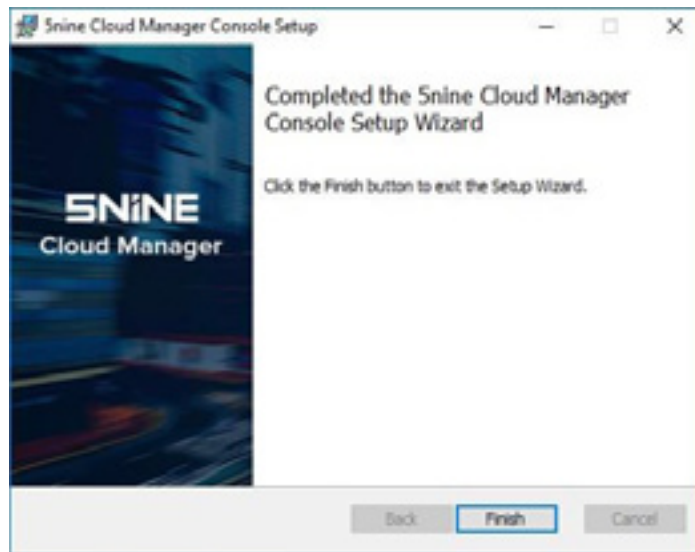 5nine Cloud Manager Console Setup
Completed the 5nine Cloud Manager
Console Setup Wizard
Click the Finish button to exit the Setup Wizard.
5NiNE
Cloud Manager
Back
Finish
Cancel